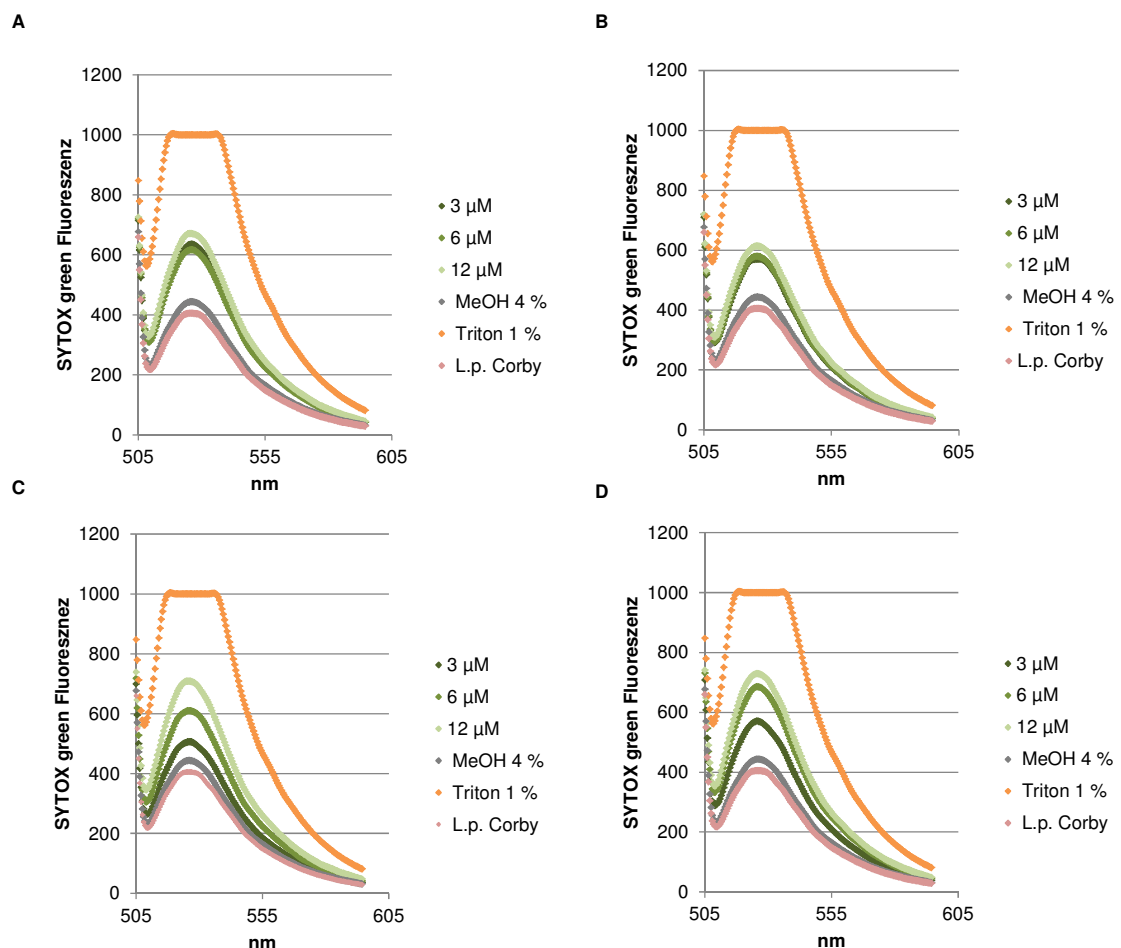 A
SYTOX green Fluoreszenz
1200
1000
800
600
400
200
0
505
555
605
nm
3 µM
6 µM
12 µM
MeOH 4 %
Triton 1 %
L.p. Corby
B
SYTOX green Fluoresznez
1200
1000
800
600
400
200
0
505
555
605
nm
3 µM
6 µM
12 µM
MeOH 4 %
Triton 1 %
L.p. Corby
C
SYTOX green Fluoresznez
1200
1000
800
600
400
200
0
505
555
605
nm
3 µM
6 µM
12 µM
MeOH 4 %
Triton 1 %
L.p. Corby
D
SYTOX green Fluoresznez
1200
1000
800
600
400
200
0
505
555
605
nm
3 µM
6 µM
12 µM
MeOH 4 %
Triton 1 %
L.p. Corby